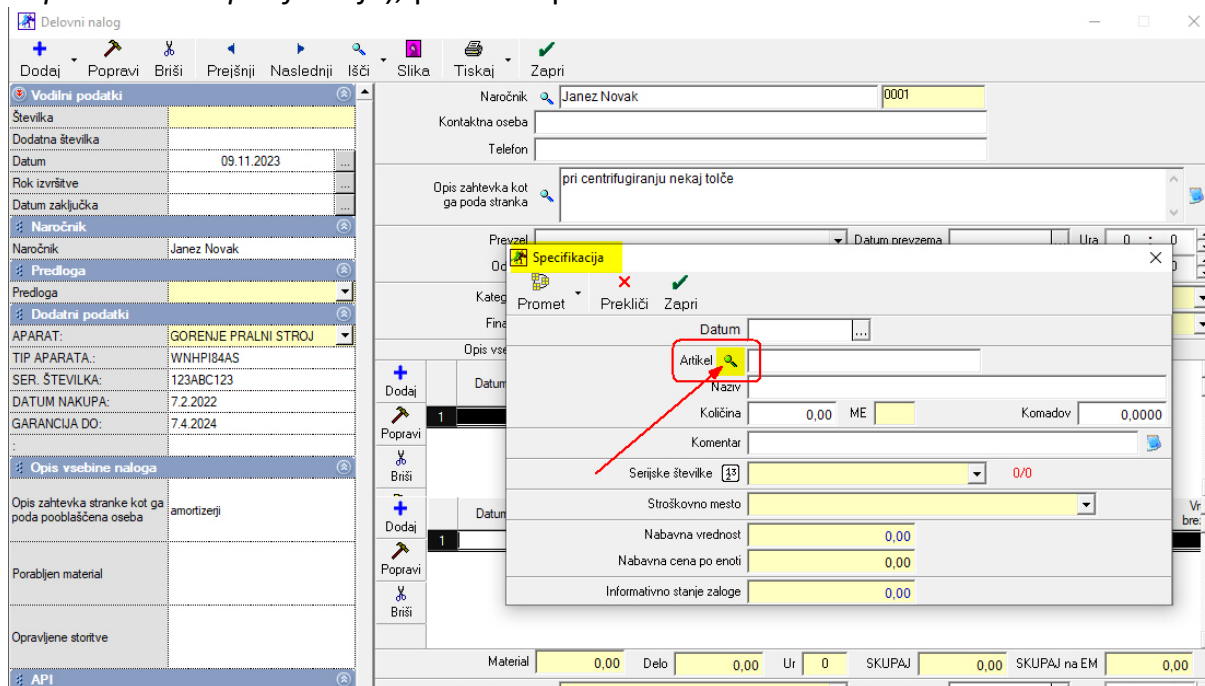 Delovni nalog
Dodaj Popravi Briši Prejšnji Naslednji Išči Slika Tiskaj Zapri
Vodilni podatki
Številka
Dodatna številka
Datum 09.11.2023 ...
Rok izvršitve ...
Datum zaključka ...
Naročnik
Naročnik Janez Novak
Predloga
Predloga
Dodatni podatki
APARAT: GORENJE PRALNI STROJ
TIP APARATA.: WNHPI84AS
SER. ŠTEVILKA: 123ABC123
DATUM NAKUPA: 7.2.2022
GARANCIJA DO: 7.4.2024
:
Opis vsebine naloga
Opis zahtevka stranke kot ga
poda pooblaščena oseba amortizerji
Porabljen material
Opravljene storitve
API
Naročnik Janez Novak 0001
Kontaktna oseba
Telefon
Opis zahtevka kot
ga poda stranka pri centrifugiranju nekaj tolče
Prevzel Datum prevzema ... Ura 0 : 0
Kateg
Fina
Opis vse
Dodaj Datum
1
Popravi
Briši
Dodaj Datum Vr
brez
1
Popravi
Briši
Specifikacija
Promet Prekliči Zapri
Datum ...
Artikel
Naziv
Količina 0,00 ME Komadov 0,0000
Komentar
Serijske številke 0/0
Stroškovno mesto
Nabavna vrednost 0,00
Nabavna cena po enoti 0,00
Informativno stanje zaloge 0,00
Material 0,00 Delo 0,00 Ur 0 SKUPAJ 0,00 SKUPAJ na EM 0,00